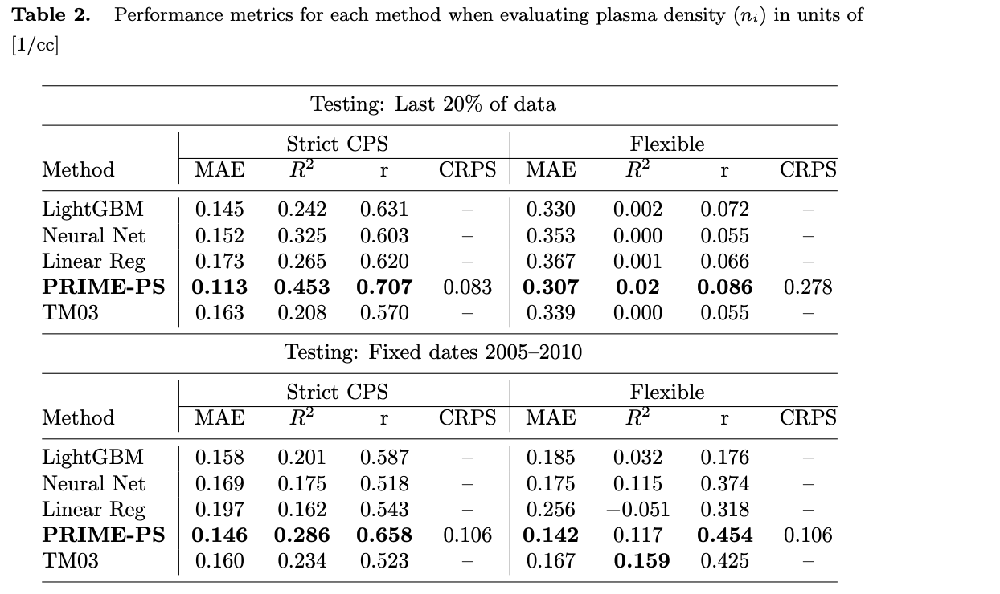 Table 2. Performance metrics for each method when evaluating plasma density (nᵢ) in units of
[1/cc]
Testing: Last 20% of data
Strict CPS Flexible
Method MAE R² r CRPS MAE R² r CRPS
LightGBM 0.145 0.242 0.631 – 0.330 0.002 0.072 –
Neural Net 0.152 0.325 0.603 – 0.353 0.000 0.055 –
Linear Reg 0.173 0.265 0.620 – 0.367 0.001 0.066 –
PRIME-PS 0.113 0.453 0.707 0.083 0.307 0.02 0.086 0.278
TM03 0.163 0.208 0.570 – 0.339 0.000 0.055 –
Testing: Fixed dates 2005–2010
Strict CPS Flexible
Method MAE R² r CRPS MAE R² r CRPS
LightGBM 0.158 0.201 0.587 – 0.185 0.032 0.176 –
Neural Net 0.169 0.175 0.518 – 0.175 0.115 0.374 –
Linear Reg 0.197 0.162 0.543 – 0.256 −0.051 0.318 –
PRIME-PS 0.146 0.286 0.658 0.106 0.142 0.117 0.454 0.106
TM03 0.160 0.234 0.523 – 0.167 0.159 0.425 –